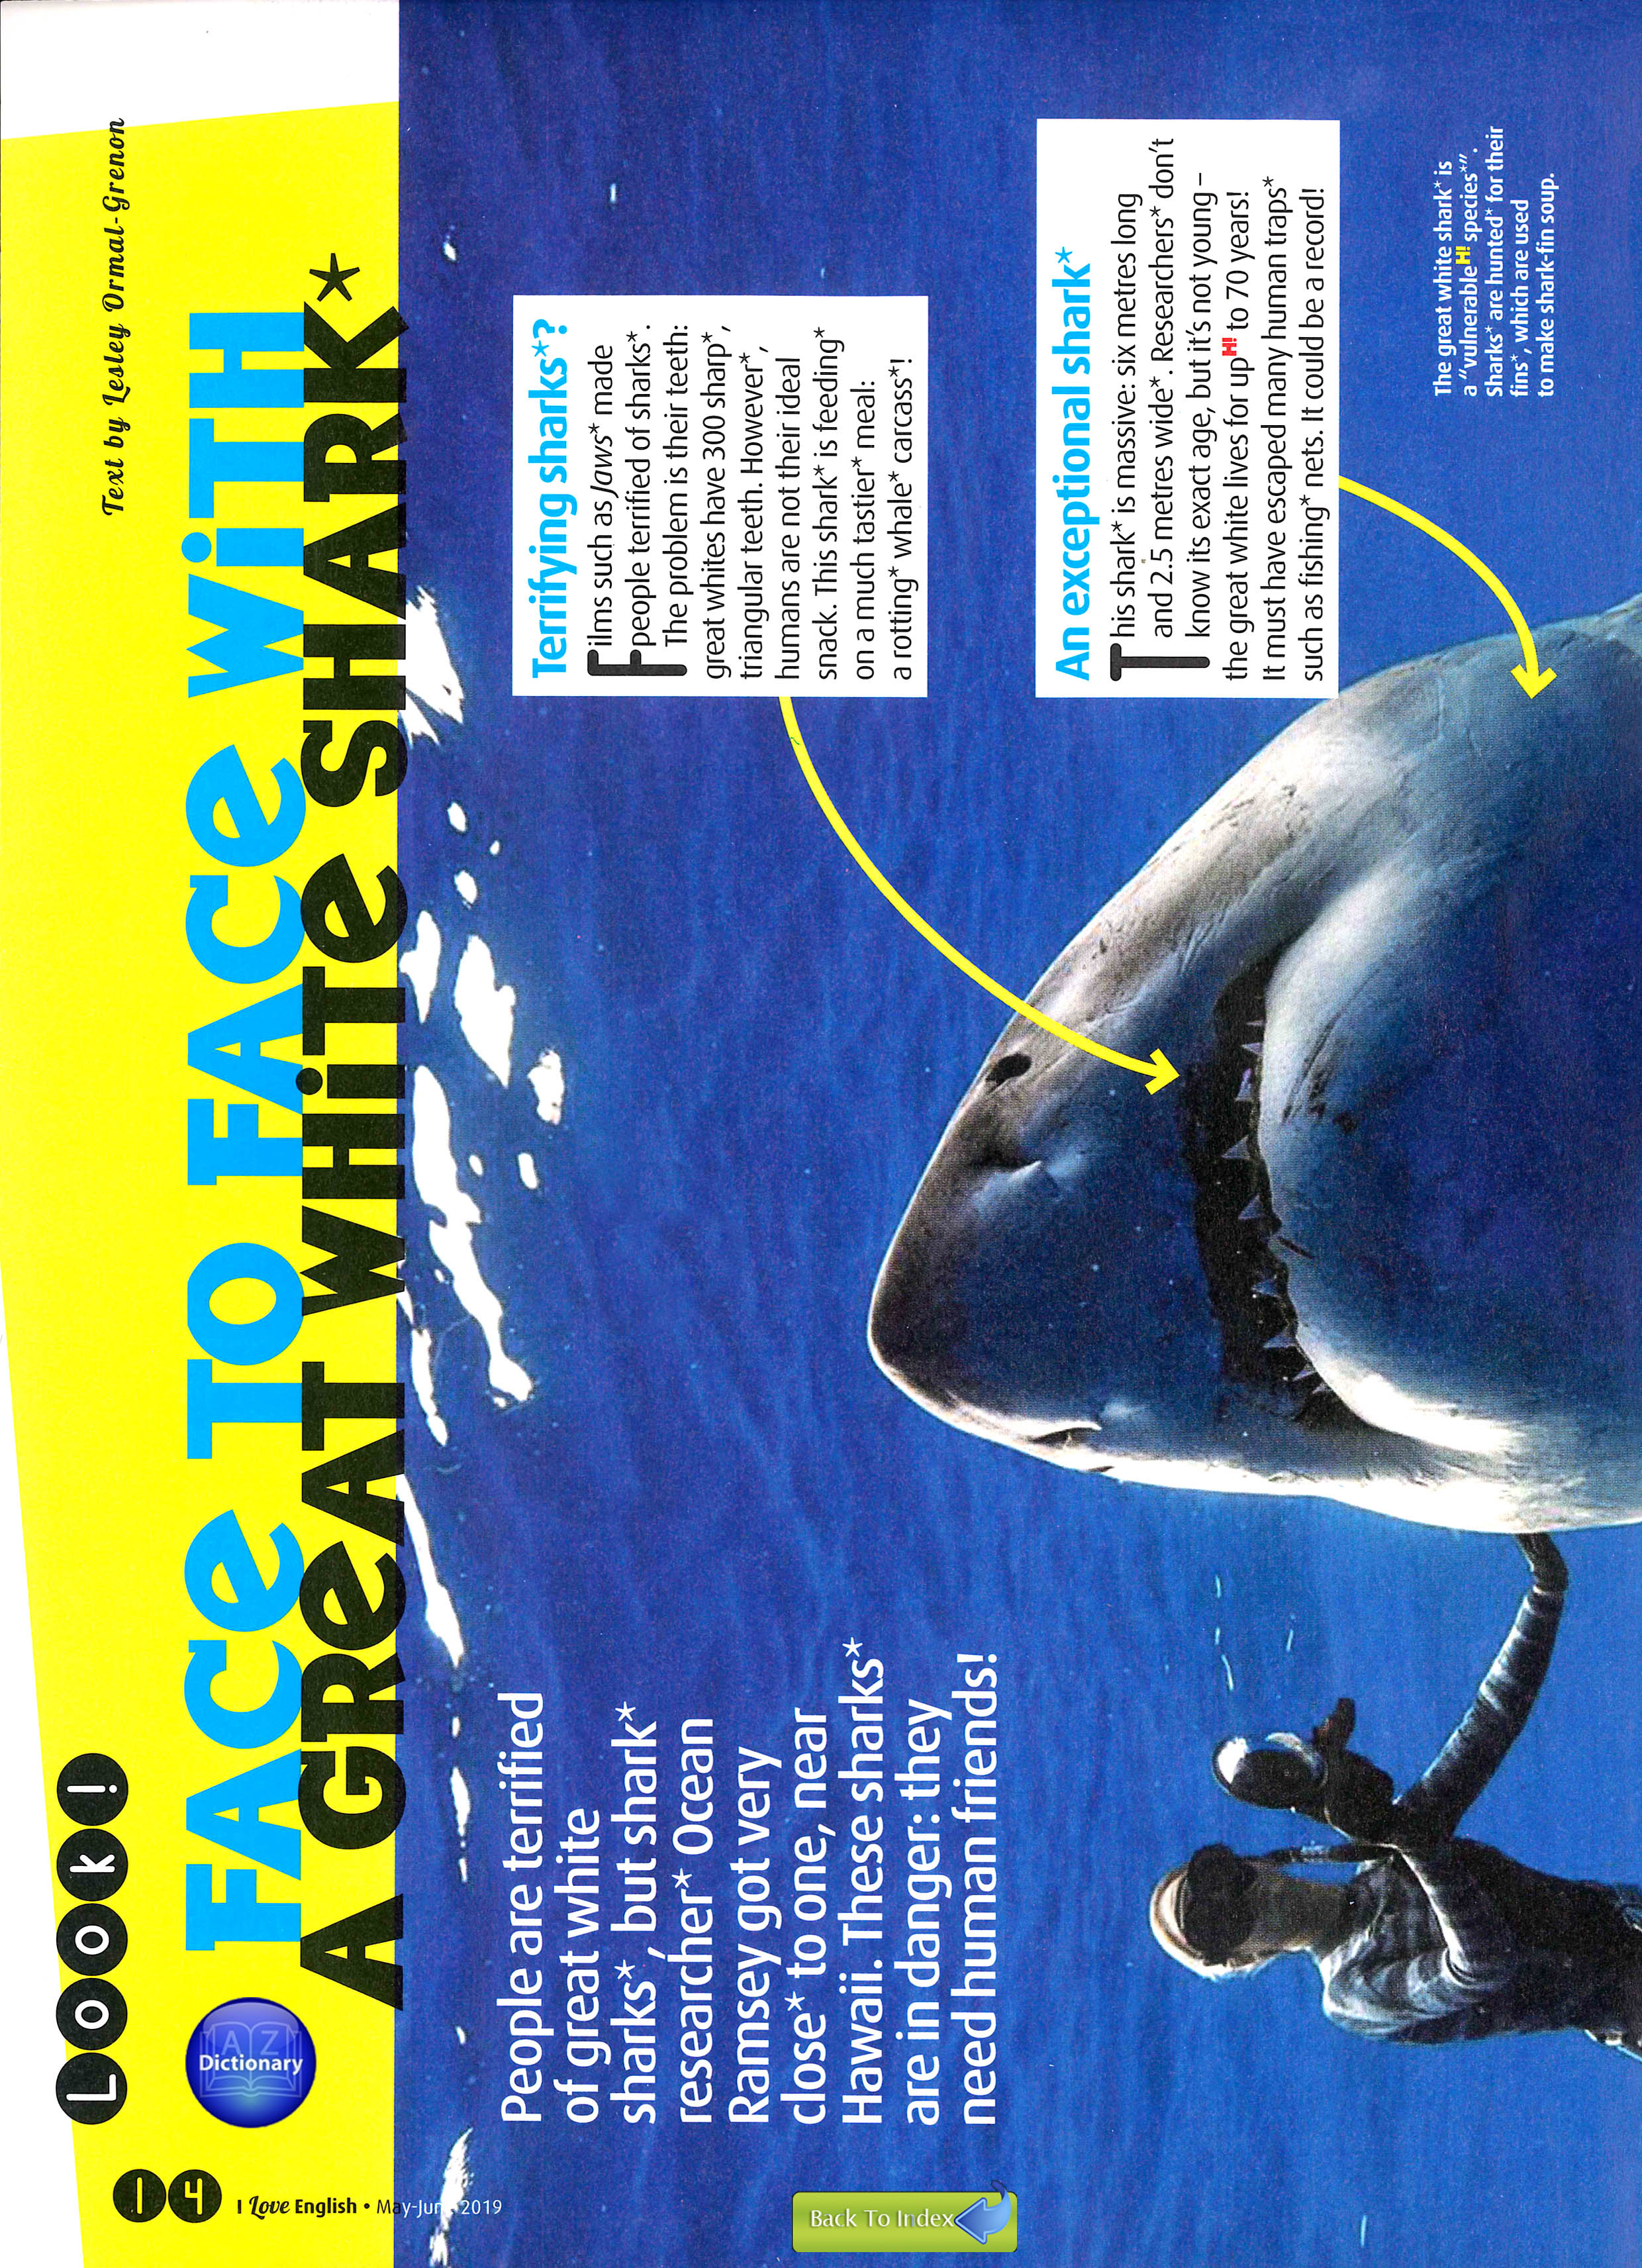 Look!
Text by Lesley Ormal-Grenon
Dictionary
FACe TO FACe WiTH
A GReAT WHiTe SHARK*
People are terrified
of great white
sharks*, but shark*
researcher* Ocean
Ramsey got very
close* to one, near
Hawaii. These sharks*
are in danger: they
need human friends!
Terrifying sharks*?
Films such as Jaws* made
people terrified of sharks*.
The problem is their teeth:
great whites have 300 sharp*,
triangular teeth. However*,
humans are not their ideal
snack. This shark* is feeding*
on a much tastier* meal:
a rotting* whale* carcass*!
An exceptional shark*
This shark* is massive: six metres long
and 2.5 metres wide*. Researchers* don't
know its exact age, but it's not young –
the great white lives for up H! to 70 years!
It must have escaped many human traps*
such as fishing* nets. It could be a record!
The great white shark* is
a "vulnerable H! species*".
Sharks* are hunted* for their
fins*, which are used
to make shark-fin soup.
14
I Love English • May-June 2019
Back To Index